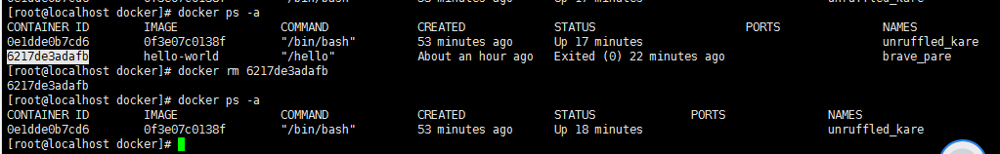 [root@localhost docker]# docker ps -a
CONTAINER ID        IMAGE               COMMAND             CREATED             STATUS                      PORTS               NAMES
0e1dde0b7cd6        0f3e07c0138f        "/bin/bash"         53 minutes ago      Up 17 minutes                                   unruffled_kare
6217de3adafb        hello-world         "/hello"            About an hour ago   Exited (0) 22 minutes ago                       brave_pare
[root@localhost docker]# docker rm 6217de3adafb
6217de3adafb
[root@localhost docker]# docker ps -a
CONTAINER ID        IMAGE               COMMAND             CREATED             STATUS              PORTS               NAMES
0e1dde0b7cd6        0f3e07c0138f        "/bin/bash"         53 minutes ago      Up 18 minutes                           unruffled_kare
[root@localhost docker]#